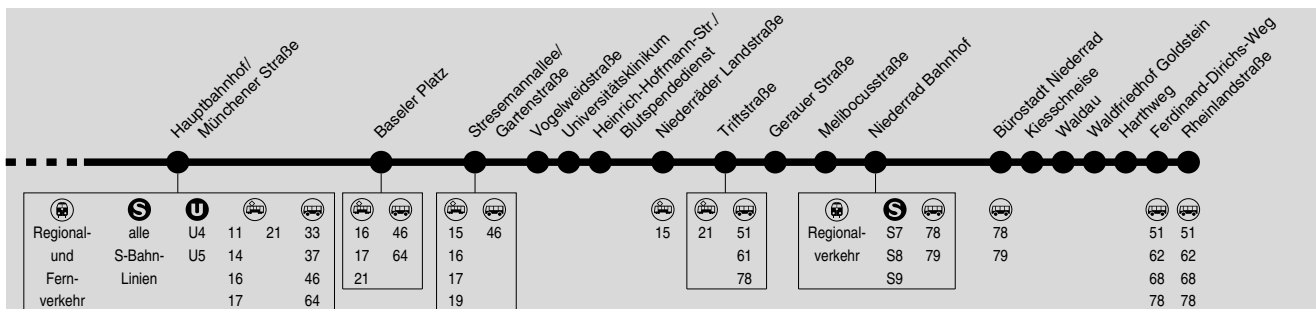 Hauptbahnhof/
Münchener Straße
Baseler Platz
Stresemannallee/
Gartenstraße
Vogelweidstraße
Universitätsklinikum
Heinrich-Hoffmann-Str./
Blutspendedienst
Niederräder Landstraße
Triftstraße
Gerauer Straße
Melibocusstraße
Niederrad Bahnhof
Bürostadt Niederrad
Kiesschneise
Waldau
Waldfriedhof Goldstein
Harthweg
Ferdinand-Dirichs-Weg
Rheinlandstraße
S U S
Regional- alle U4 11 21 33 16 46 15 46 15 21 51 Regional- S7 78 78 51 51
und S-Bahn- U5 14 37 17 64 16 61 verkehr S8 79 79 62 62
Fern- Linien 16 46 21 17 78 S9 68 68
verkehr 17 64 19 78 78